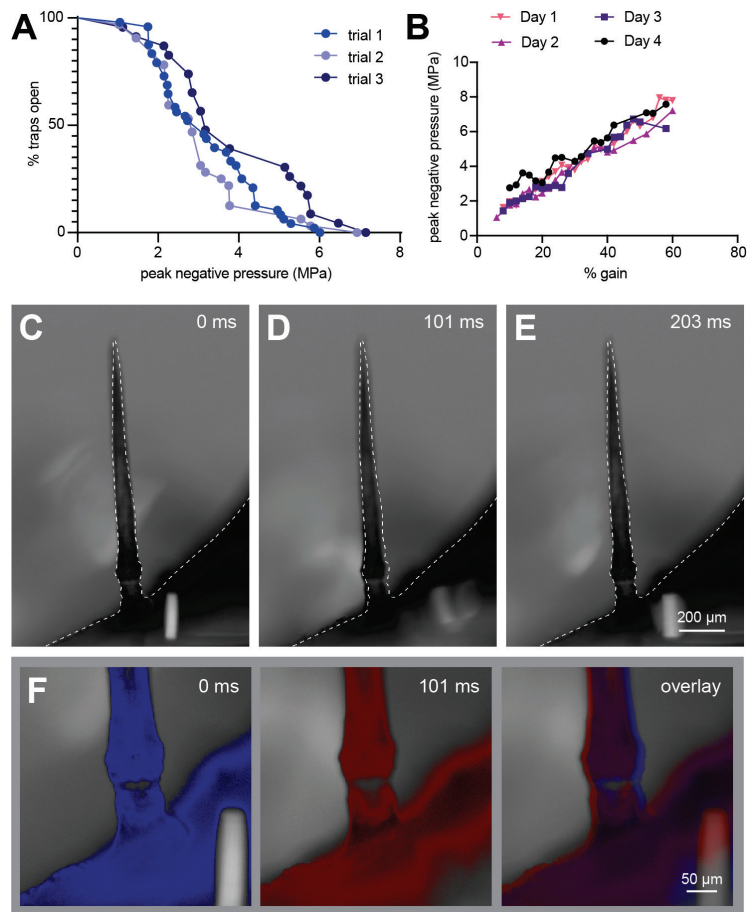 A
100
50
0
% traps open
0
2
4
6
8
peak negative pressure (MPa)
trial 1
trial 2
trial 3
B
Day 1
Day 2
Day 3
Day 4
10
8
6
4
2
0
peak negative pressure (MPa)
0
20
40
60
80
% gain
C
0 ms
D
101 ms
E
203 ms
200 µm
F
0 ms
101 ms
overlay
50 µm